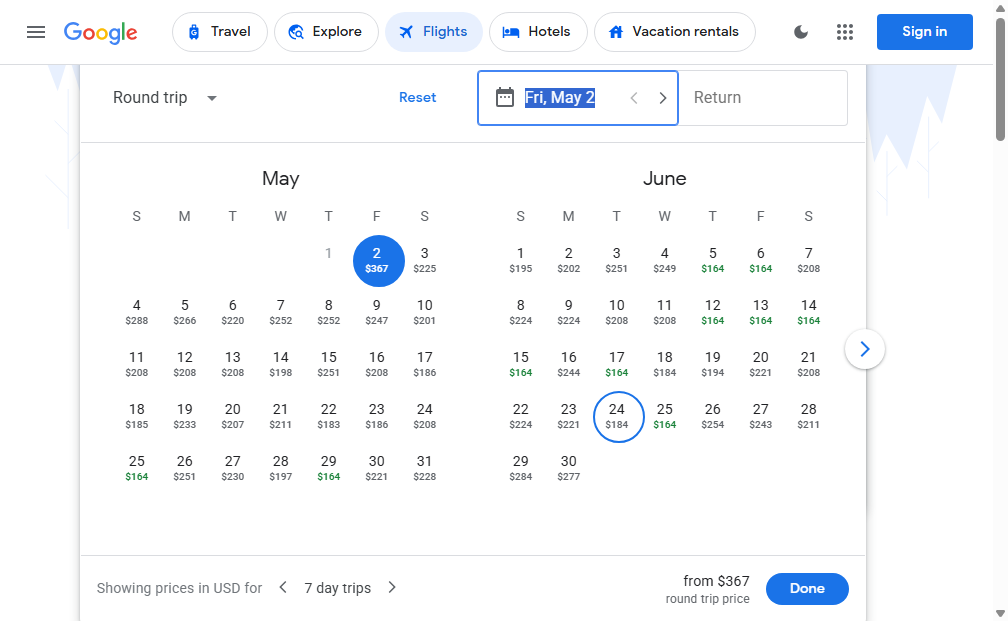 Google
Travel
Explore
Flights
Hotels
Vacation rentals
Sign in
Round trip
Reset
Fri, May 2
Return
May
S M T W T F S
1 2 3
$367 $225
4 5 6 7 8 9 10
$288 $266 $220 $252 $252 $247 $201
11 12 13 14 15 16 17
$208 $208 $208 $198 $251 $208 $186
18 19 20 21 22 23 24
$185 $233 $207 $211 $183 $186 $208
25 26 27 28 29 30 31
$164 $251 $230 $197 $164 $221 $228
June
S M T W T F S
1 2 3 4 5 6 7
$195 $202 $251 $249 $164 $164 $208
8 9 10 11 12 13 14
$224 $224 $208 $208 $164 $164 $164
15 16 17 18 19 20 21
$164 $244 $164 $184 $194 $221 $208
22 23 24 25 26 27 28
$224 $221 $184 $164 $254 $243 $211
29 30
$284 $277
Showing prices in USD for
7 day trips
from $367
round trip price
Done